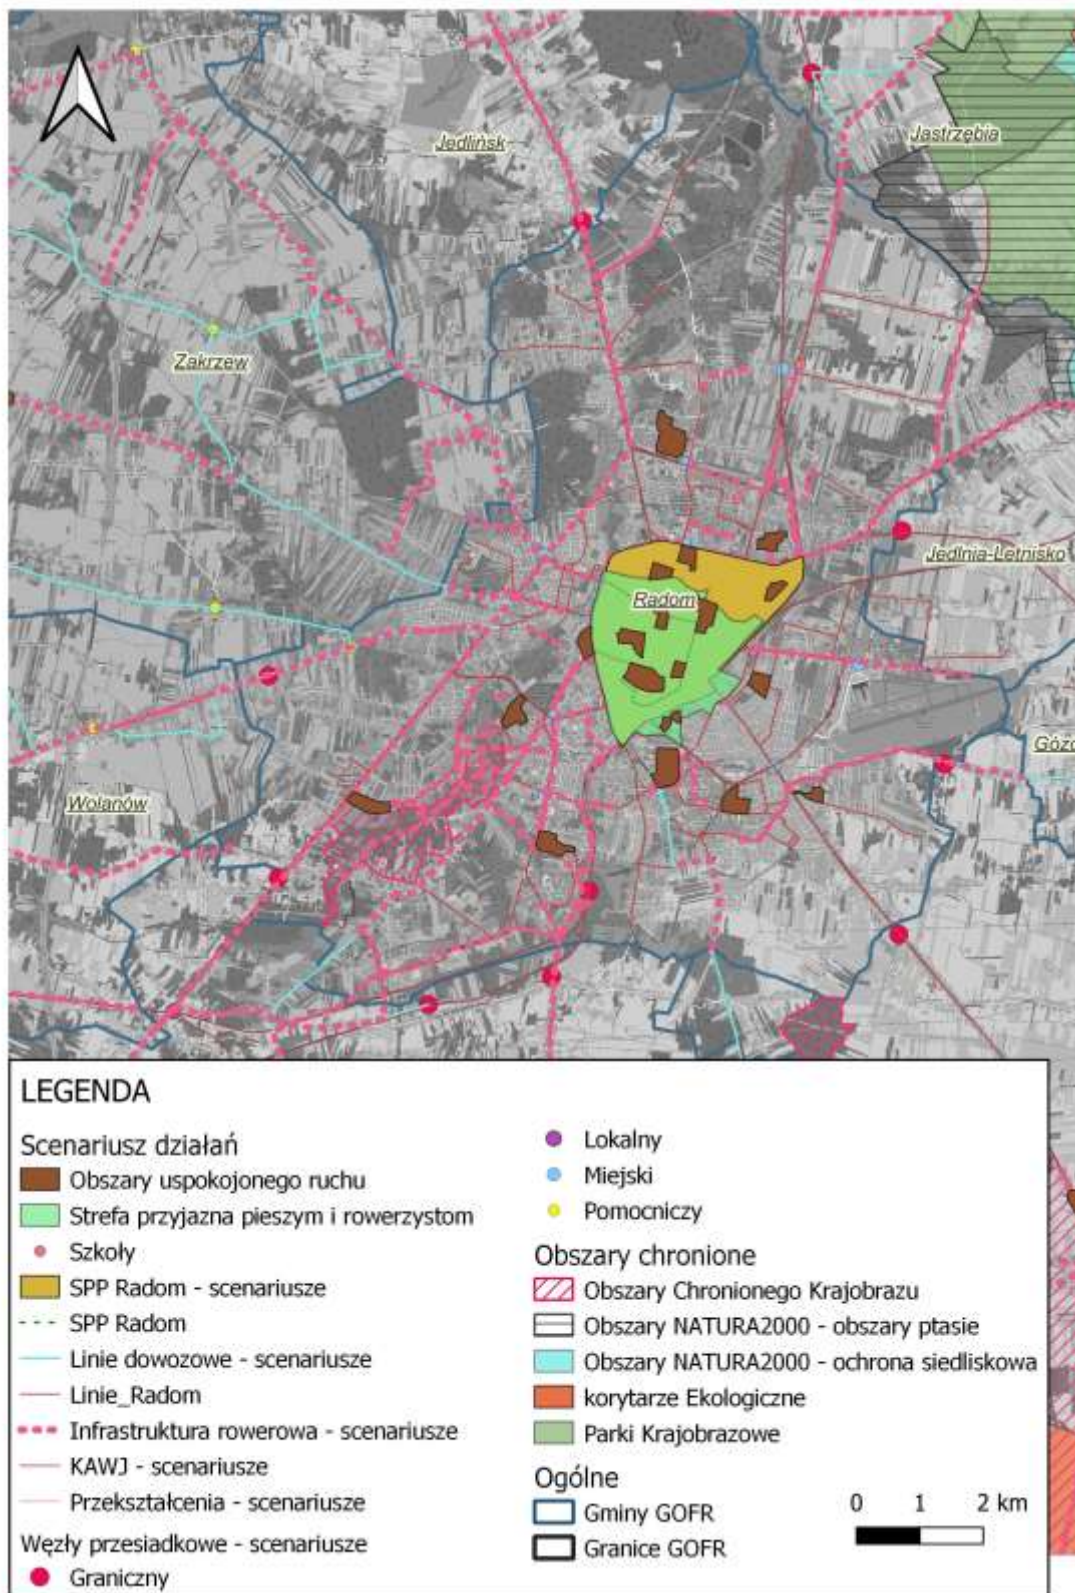 Jedlińsk
Jastrzębia
Zakrzew
Jedlnia-Letnisko
Radom
Wolanów
LEGENDA
Scenariusz działań
Obszary uspokojonego ruchu
Strefa przyjazna pieszym i rowerzystom
Szkoły
SPP Radom - scenariusze
SPP Radom
Linie dowozowe - scenariusze
Linie_Radom
Infrastruktura rowerowa - scenariusze
KAWJ - scenariusze
Przekształcenia - scenariusze
Węzły przesiadkowe - scenariusze
Graniczny
Lokalny
Miejski
Pomocniczy
Obszary chronione
Obszary Chronionego Krajobrazu
Obszary NATURA2000 - obszary ptasie
Obszary NATURA2000 - ochrona siedliskowa
korytarze Ekologiczne
Parki Krajobrazowe
Ogólne
Gminy GOFR
Granice GOFR
0 1 2 km